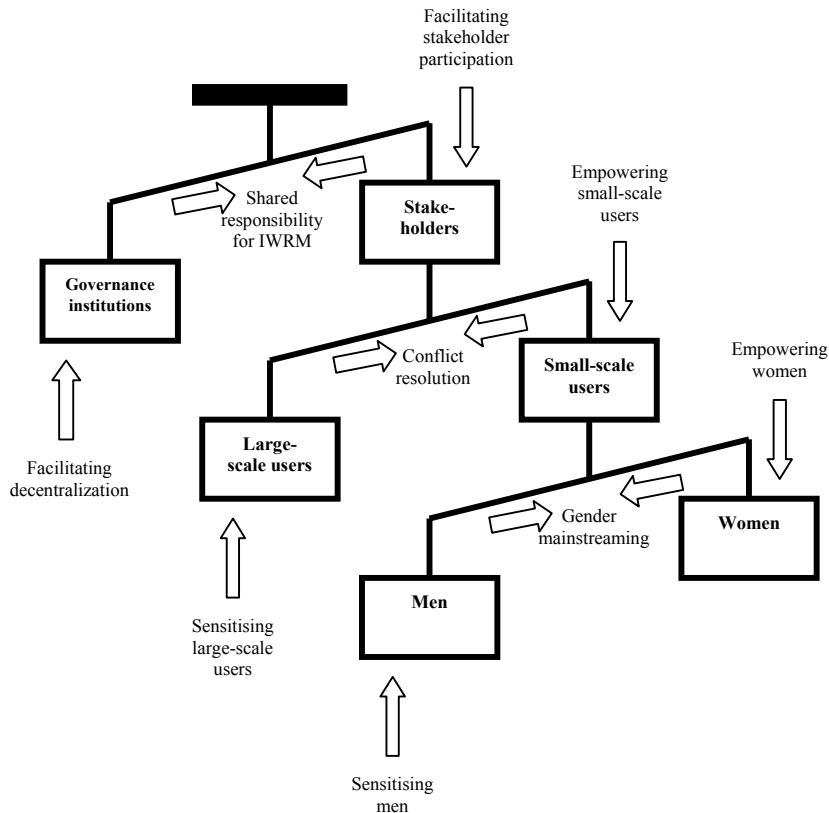 Facilitating
stakeholder
participation
Shared
responsibility
for IWRM
Stake-
holders
Empowering
small-scale
users
Governance
institutions
Conflict
resolution
Small-scale
users
Empowering
women
Facilitating
decentralization
Large-
scale users
Gender
mainstreaming
Women
Men
Sensitising
large-scale
users
Sensitising
men